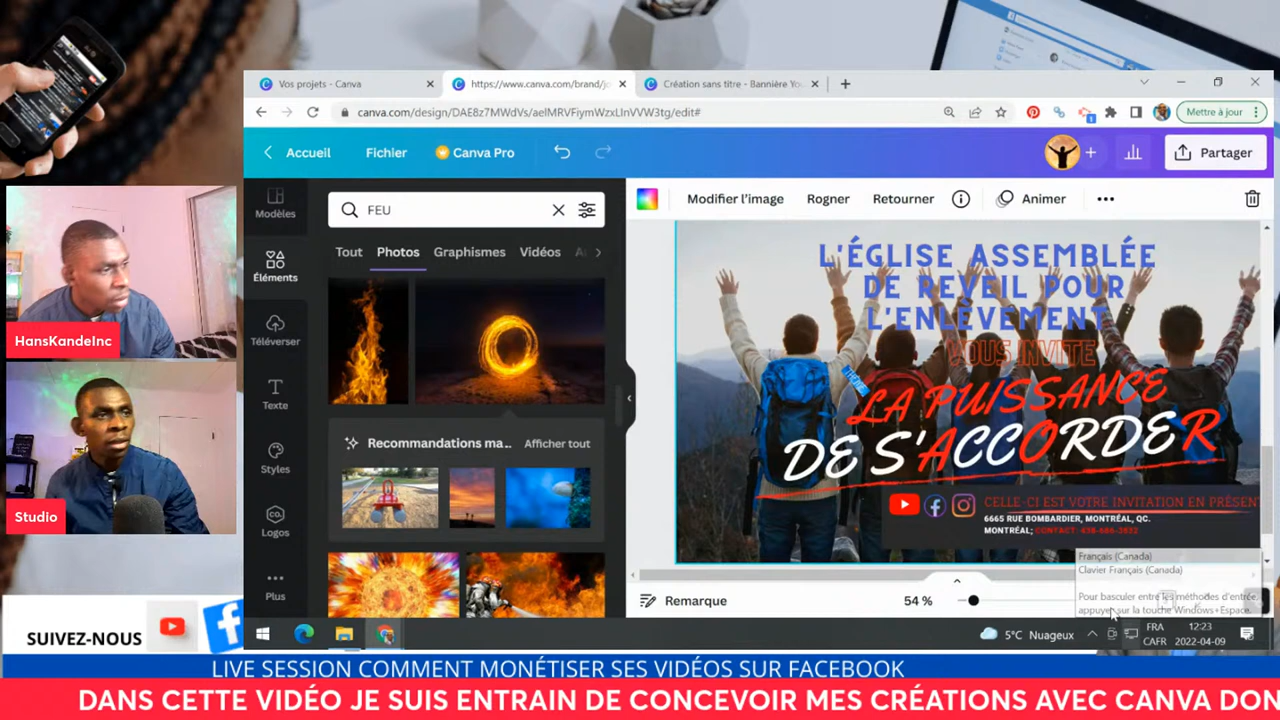 Vos projets - Canva
https://www.canva.com/brand/jo
Création sans titre - Bannière You
canva.com/design/DAE8z7MWdVs/aelMRVFiymWzxLlnVVW3tg/edit#
Mettre à jour
Accueil
Fichier
Canva Pro
Partager
Modèles
FEU
Modifier l'image
Rogner
Retourner
Animer
Éléments
Tout
Photos
Graphismes
Vidéos
Téléverser
Texte
Styles
co.
Logos
Plus
Recommandations ma...
Afficher tout
L'ÉGLISE ASSEMBLÉE
DE REVEIL POUR
L'ENLÈVEMENT
VOUS INVITE
THEME
LA PUISSANCE
DE S'ACCORDER
CELLE-CI EST VOTRE INVITATION EN PRÉSEN
6665 RUE BOMBARDIER, MONTRÉAL, QC.
MONTRÉAL;
Français (Canada)
Clavier Français (Canada)
Pour basculer entre les méthodes d'entrée,
appuyez sur la touche Windows+Espace.
Remarque
54 %
5°C Nuageux
FRA
CAFR
12:23
2022-04-09
HansKandeInc
Studio
SUIVEZ-NOUS
LIVE SESSION COMMENT MONÉTISER SES VIDÉOS SUR FACEBOOK
DANS CETTE VIDÉO JE SUIS ENTRAIN DE CONCEVOIR MES CRÉATIONS AVEC CANVA DON